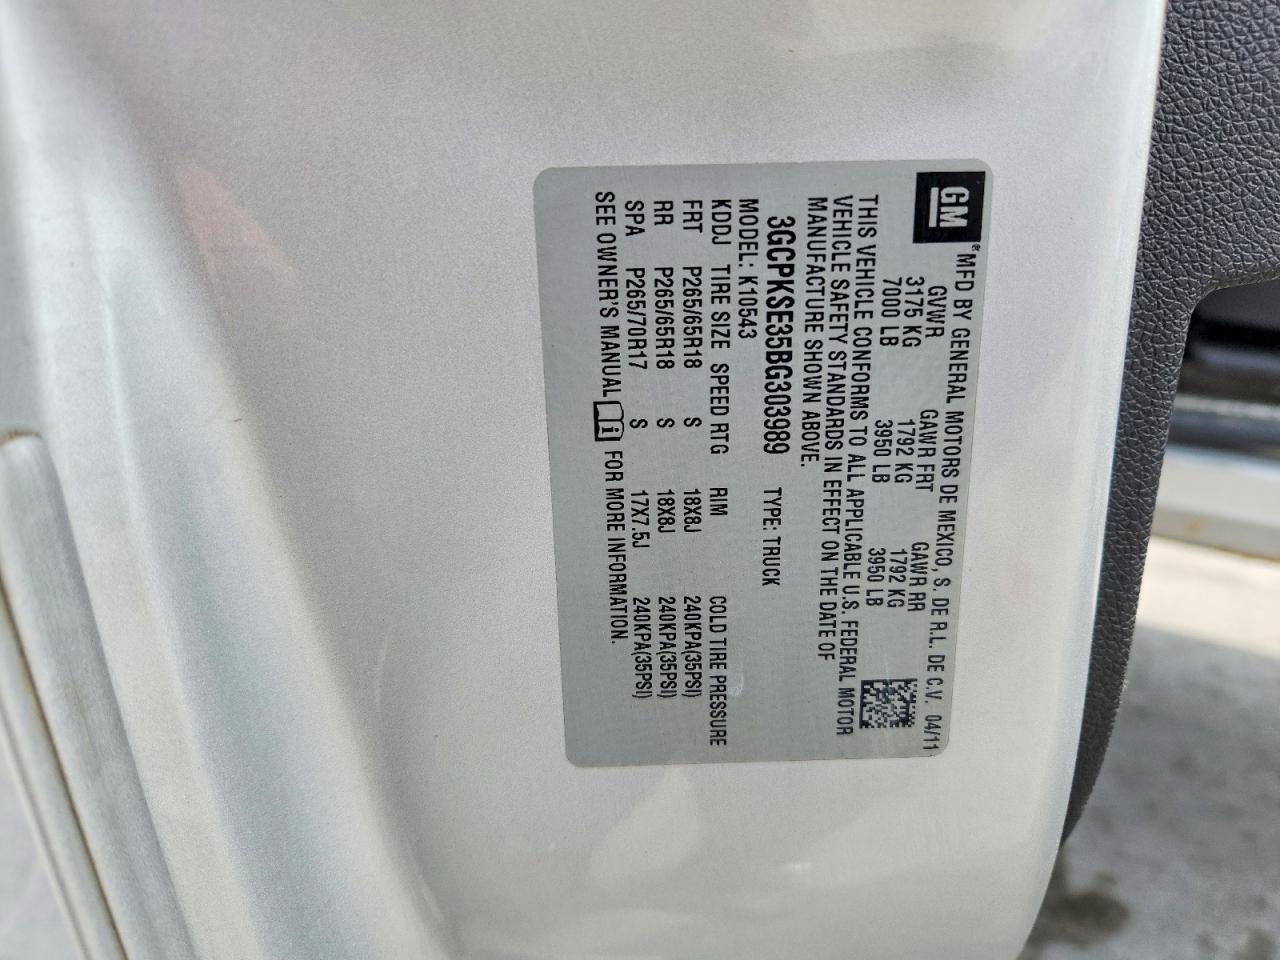 GM *MFD BY GENERAL MOTORS DE MEXICO, S. DE R.L. DE C.V. 04/11
GVWR GAWR FRT GAWR RR
3175 KG 1792 KG 1792 KG
7000 LB 3950 LB 3950 LB
THIS VEHICLE CONFORMS TO ALL APPLICABLE U.S. FEDERAL MOTOR
VEHICLE SAFETY STANDARDS IN EFFECT ON THE DATE OF
MANUFACTURE SHOWN ABOVE.
3GCPKSE35BG303989 TYPE: TRUCK
MODEL: K10543
KDDJ TIRE SIZE SPEED RTG RIM COLD TIRE PRESSURE
FRT P265/65R18 S 18X8J 240KPA(35PSI)
RR P265/65R18 S 18X8J 240KPA(35PSI)
SPA P265/70R17 S 17X7.5J 240KPA(35PSI)
SEE OWNER'S MANUAL i FOR MORE INFORMATION.